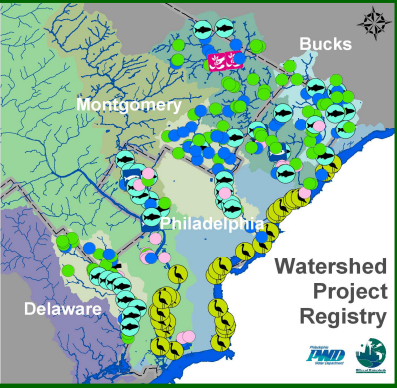 Bucks
Montgomery
Philadelphia
Delaware
Watershed
Project
Registry
PWD